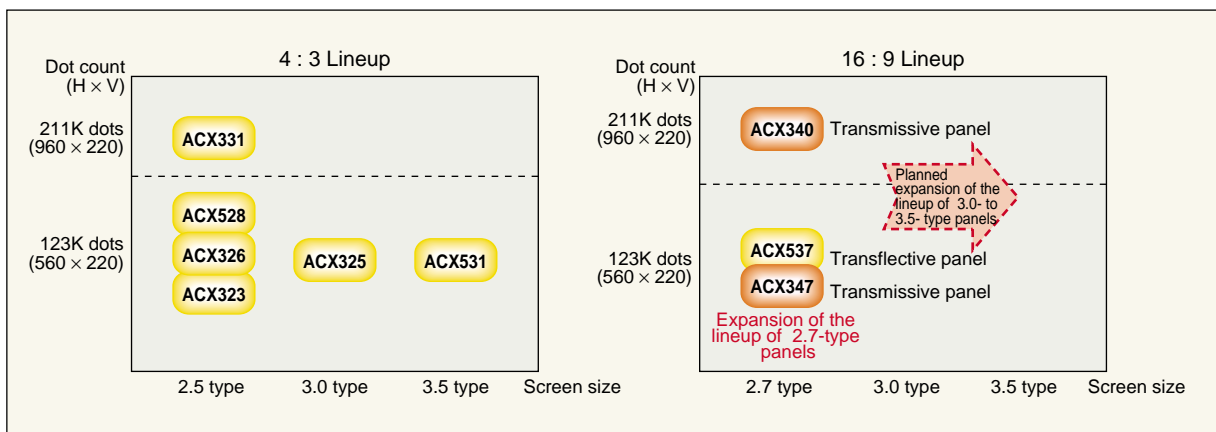 4 : 3 Lineup
Dot count
(H × V)
211K dots
(960 × 220)
ACX331
123K dots
(560 × 220)
ACX528
ACX326
ACX323
ACX325
ACX531
2.5 type
3.0 type
3.5 type
Screen size
16 : 9 Lineup
Dot count
(H × V)
211K dots
(960 × 220)
ACX340
Transmissive panel
Planned
expansion of the
lineup of 3.0- to
3.5- type panels
123K dots
(560 × 220)
ACX537
Transflective panel
ACX347
Transmissive panel
Expansion of the
lineup of 2.7-type
panels
2.7 type
3.0 type
3.5 type
Screen size